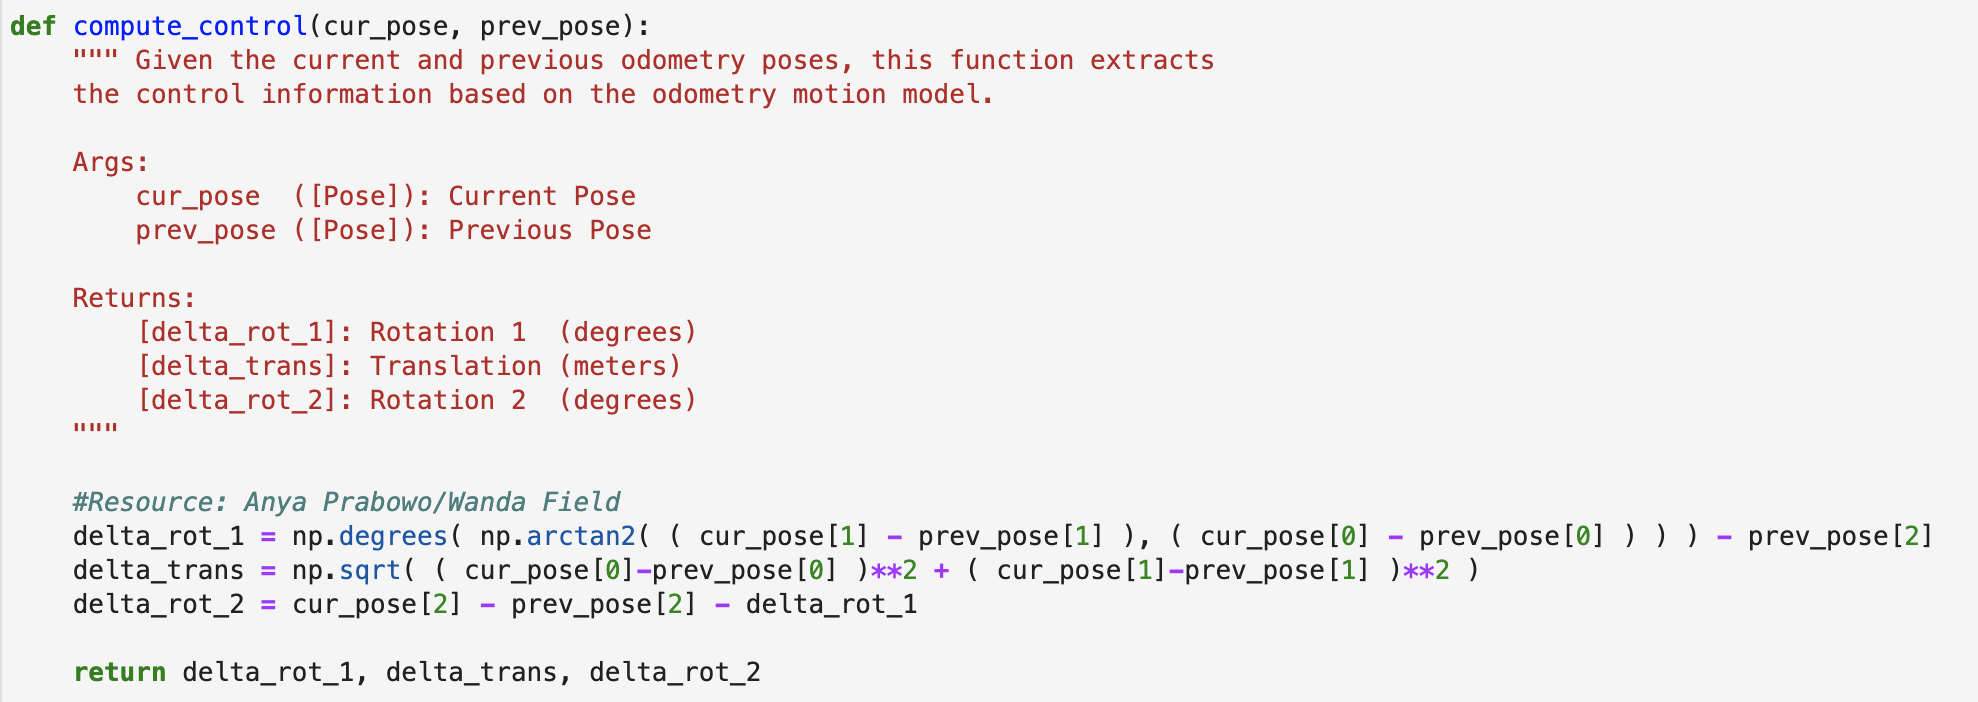 def compute_control(cur_pose, prev_pose):
    """ Given the current and previous odometry poses, this function extracts
    the control information based on the odometry motion model.

    Args:
        cur_pose  ([Pose]): Current Pose
        prev_pose ([Pose]): Previous Pose

    Returns:
        [delta_rot_1]: Rotation 1  (degrees)
        [delta_trans]: Translation (meters)
        [delta_rot_2]: Rotation 2  (degrees)
    """

    #Resource: Anya Prabowo/Wanda Field
    delta_rot_1 = np.degrees( np.arctan2( ( cur_pose[1] - prev_pose[1] ), ( cur_pose[0] - prev_pose[0] ) ) ) - prev_pose[2]
    delta_trans = np.sqrt( ( cur_pose[0]-prev_pose[0] )**2 + ( cur_pose[1]-prev_pose[1] )**2 )
    delta_rot_2 = cur_pose[2] - prev_pose[2] - delta_rot_1

    return delta_rot_1, delta_trans, delta_rot_2